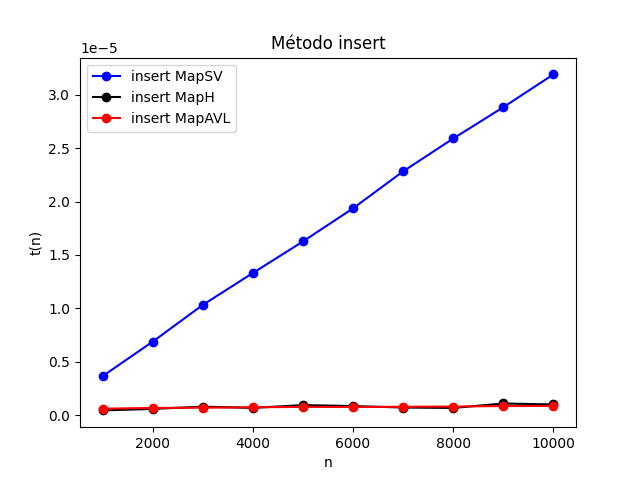 Método insert
1e−5
insert MapSV
insert MapH
insert MapAVL
3.0
2.5
2.0
1.5
1.0
0.5
0.0
t(n)
2000 4000 6000 8000 10000
n